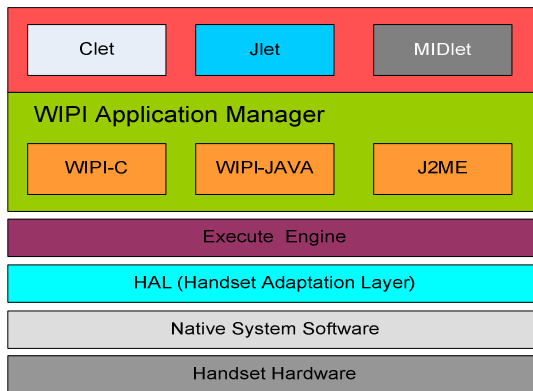 Clet Jlet MIDlet
WIPI Application Manager
WIPI-C WIPI-JAVA J2ME
Execute Engine
HAL (Handset Adaptation Layer)
Native System Software
Handset Hardware